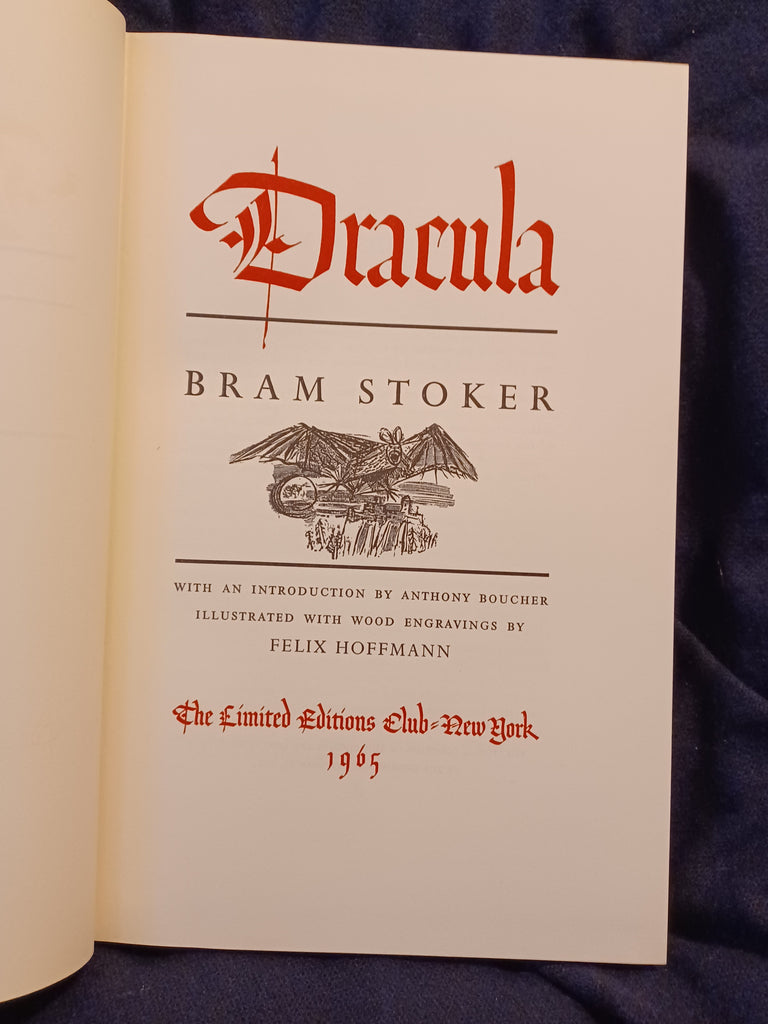 Dracula
BRAM STOKER
WITH AN INTRODUCTION BY ANTHONY BOUCHER
ILLUSTRATED WITH WOOD ENGRAVINGS BY
FELIX HOFFMANN
The Limited Editions Club-New York
1965